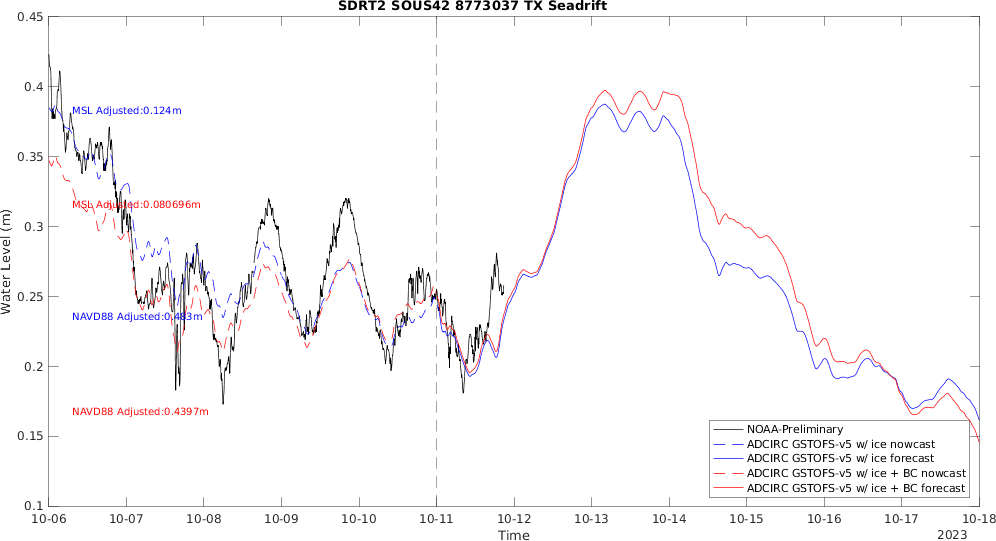 SDRT2 SOUS42 8773037 TX Seadrift
Water Level (m)
0.45
0.4
0.35
0.3
0.25
0.2
0.15
0.1
MSL Adjusted:0.124m
MSL Adjusted:0.080696m
NAVD88 Adjusted:0.483m
NAVD88 Adjusted:0.4397m
NOAA-Preliminary
ADCIRC GSTOFS-v5 w/ ice nowcast
ADCIRC GSTOFS-v5 w/ ice forecast
ADCIRC GSTOFS-v5 w/ ice + BC nowcast
ADCIRC GSTOFS-v5 w/ ice + BC forecast
10-06 10-07 10-08 10-09 10-10 10-11 10-12 10-13 10-14 10-15 10-16 10-17 10-18
Time
2023